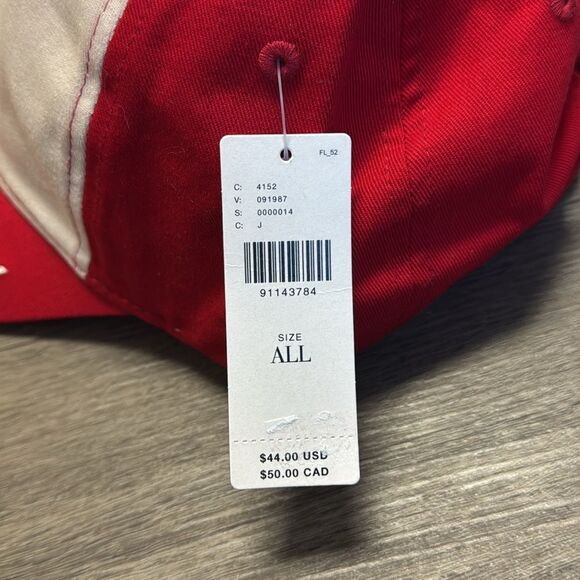 FL_52
C: 4152
V: 091987
S: 0000014
C: J
91143784
SIZE
ALL
$44.00 USD
$50.00 CAD